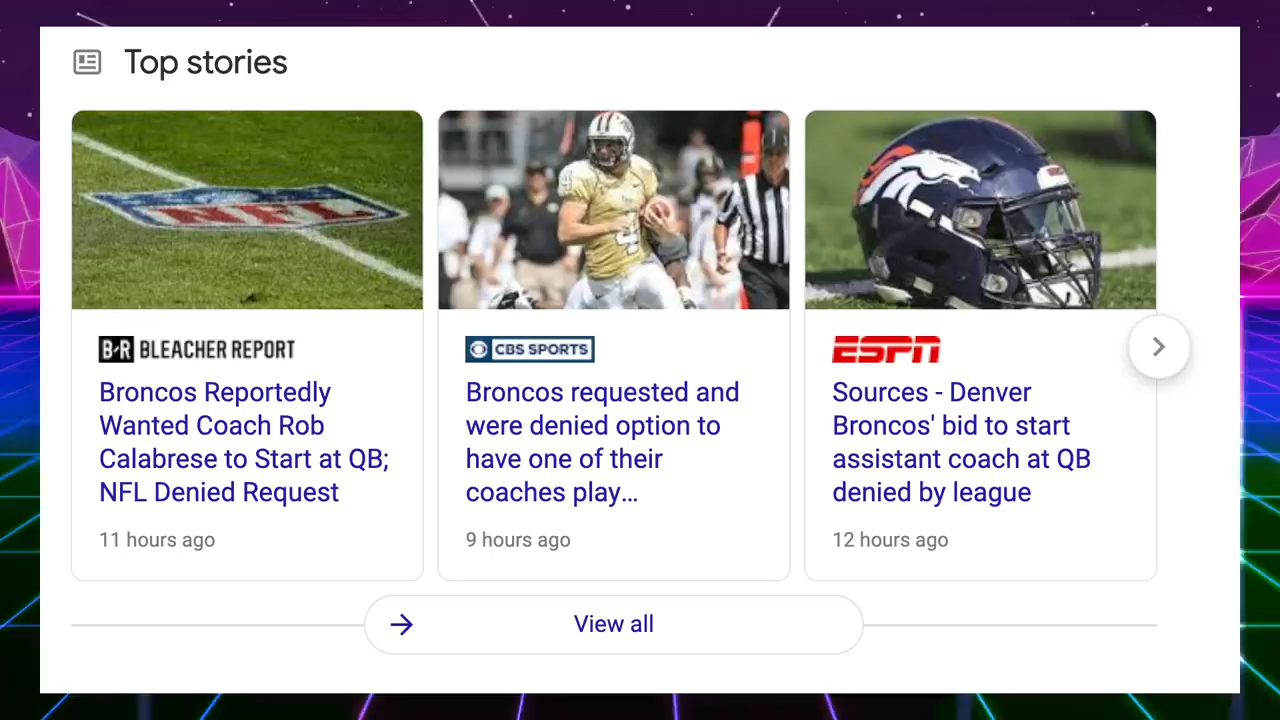 Top stories
NFL
4
B/R BLEACHER REPORT
Broncos Reportedly
Wanted Coach Rob
Calabrese to Start at QB;
NFL Denied Request
11 hours ago
CBS SPORTS
Broncos requested and
were denied option to
have one of their
coaches play…
9 hours ago
ESPN
Sources - Denver
Broncos' bid to start
assistant coach at QB
denied by league
12 hours ago
View all